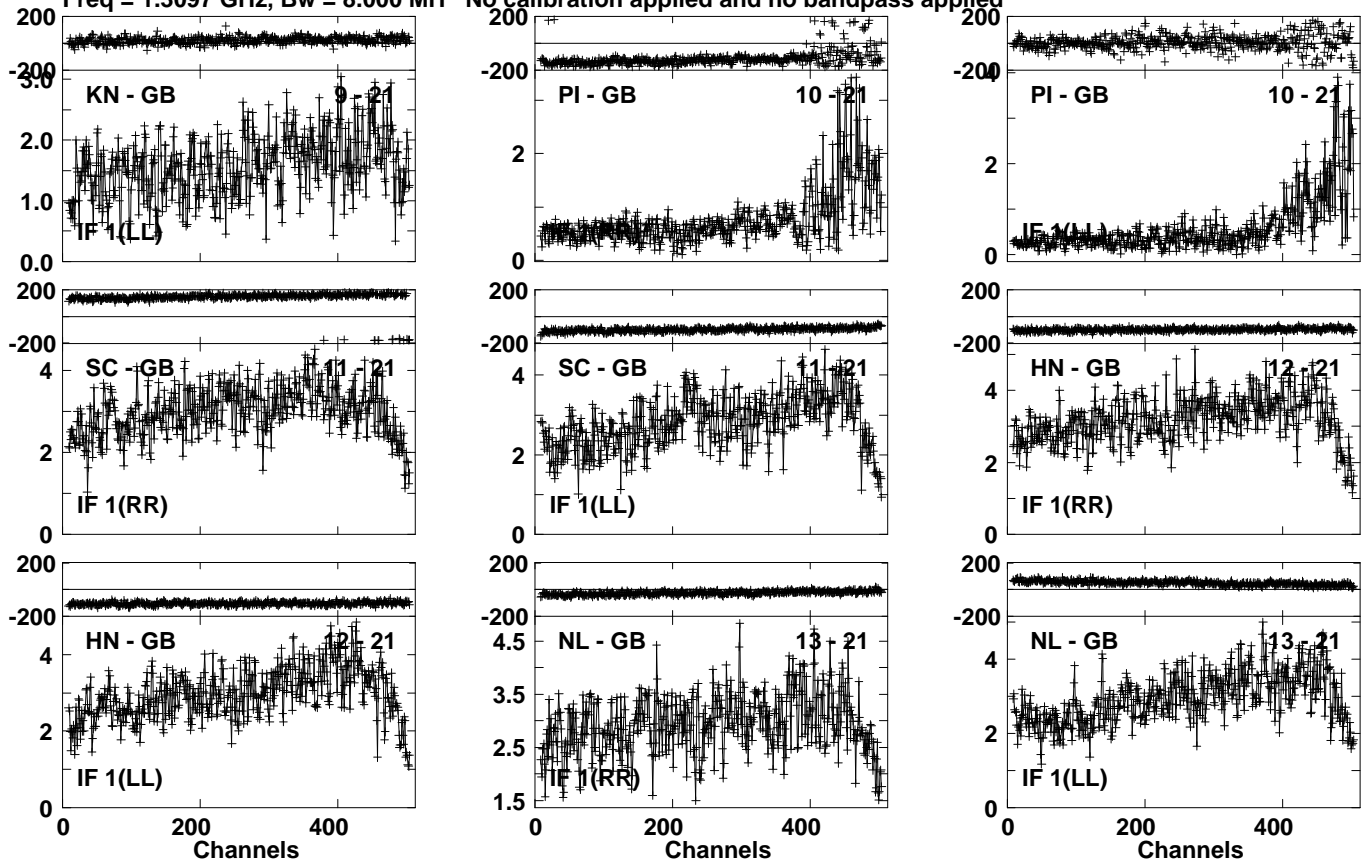 Freq = 1.3097 GHz, Bw = 8.000 MH No calibration applied and no bandpass applied
200
-200
3.0
2.0
1.0
0.0
KN - GB 9 - 21
IF 1(LL)
200
-200
2
0
PI - GB 10 - 21
IF 1(RR)
200
-200
4
2
0
PI - GB 10 - 21
IF 1(LL)
200
-200
4
2
0
SC - GB 11 - 21
IF 1(RR)
200
-200
4
2
0
SC - GB 11 - 21
IF 1(LL)
200
-200
4
2
0
HN - GB 12 - 21
IF 1(RR)
200
-200
4
2
0
HN - GB 12 - 21
IF 1(LL)
0 200 400
Channels
200
-200
4.5
3.5
2.5
1.5
NL - GB 13 - 21
IF 1(RR)
0 200 400
Channels
200
-200
4
2
0
NL - GB 13 - 21
IF 1(LL)
0 200 400
Channels